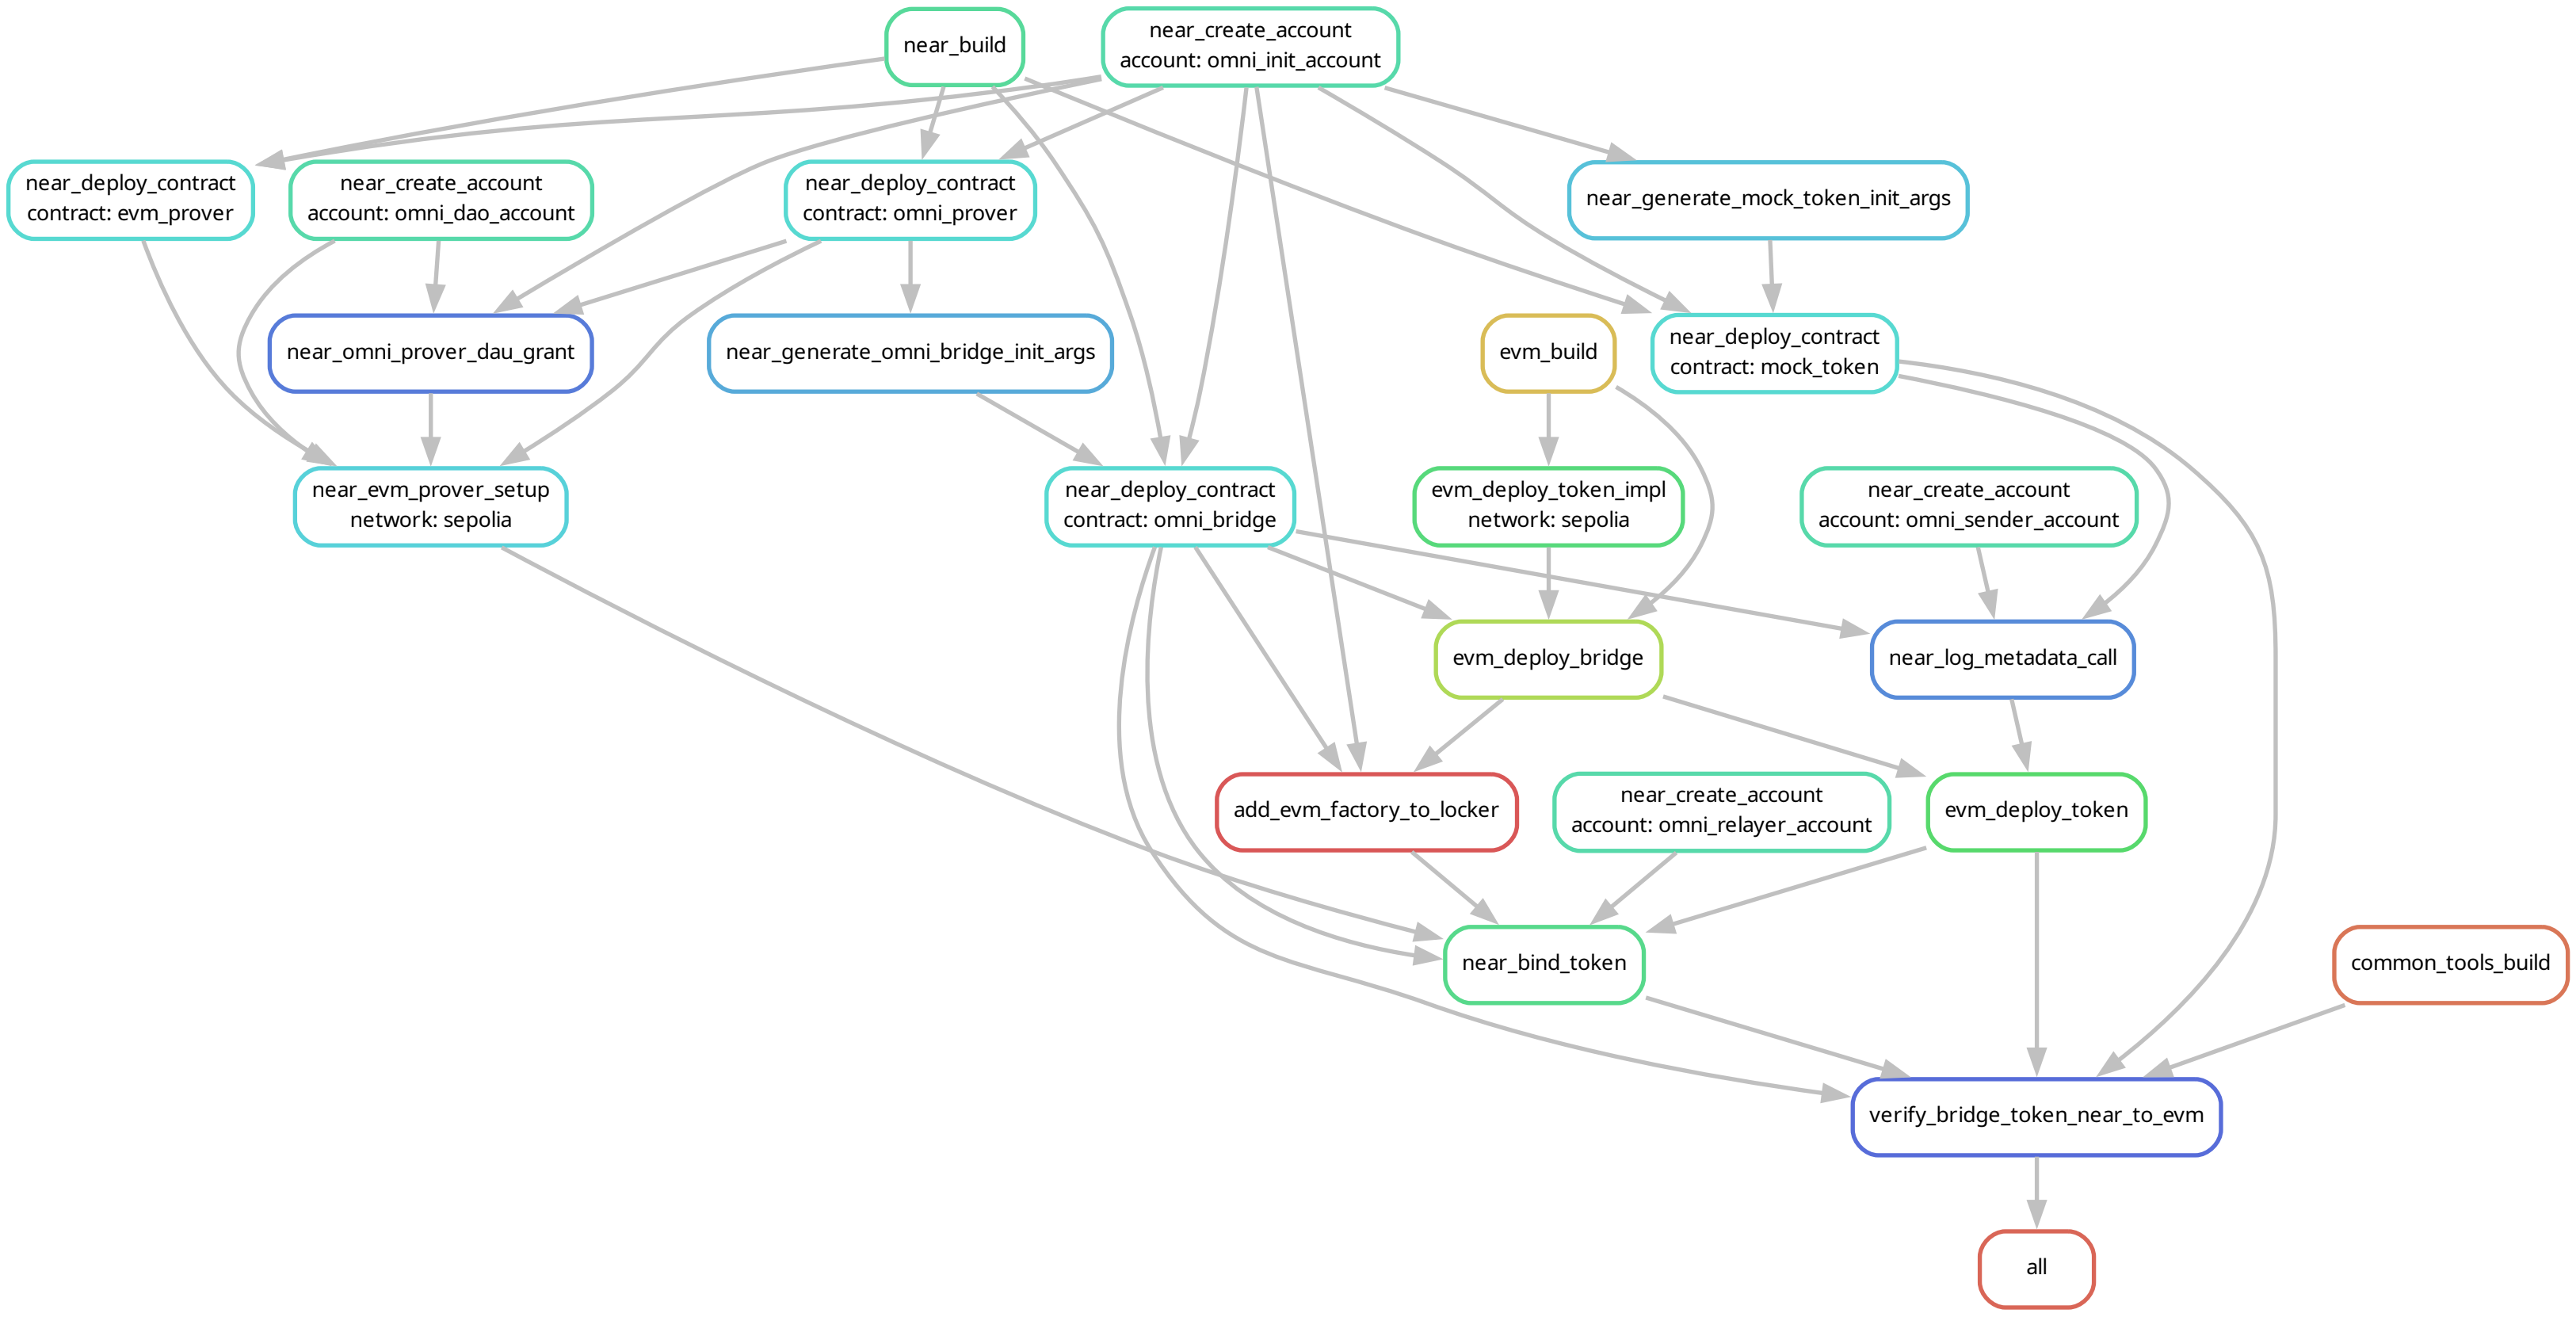 near_build
near_create_account
account: omni_init_account
near_deploy_contract
contract: evm_prover
near_create_account
account: omni_dao_account
near_deploy_contract
contract: omni_prover
near_generate_mock_token_init_args
near_omni_prover_dau_grant
near_generate_omni_bridge_init_args
evm_build
near_deploy_contract
contract: mock_token
near_evm_prover_setup
network: sepolia
near_deploy_contract
contract: omni_bridge
evm_deploy_token_impl
network: sepolia
near_create_account
account: omni_sender_account
evm_deploy_bridge
near_log_metadata_call
add_evm_factory_to_locker
near_create_account
account: omni_relayer_account
evm_deploy_token
near_bind_token
common_tools_build
verify_bridge_token_near_to_evm
all